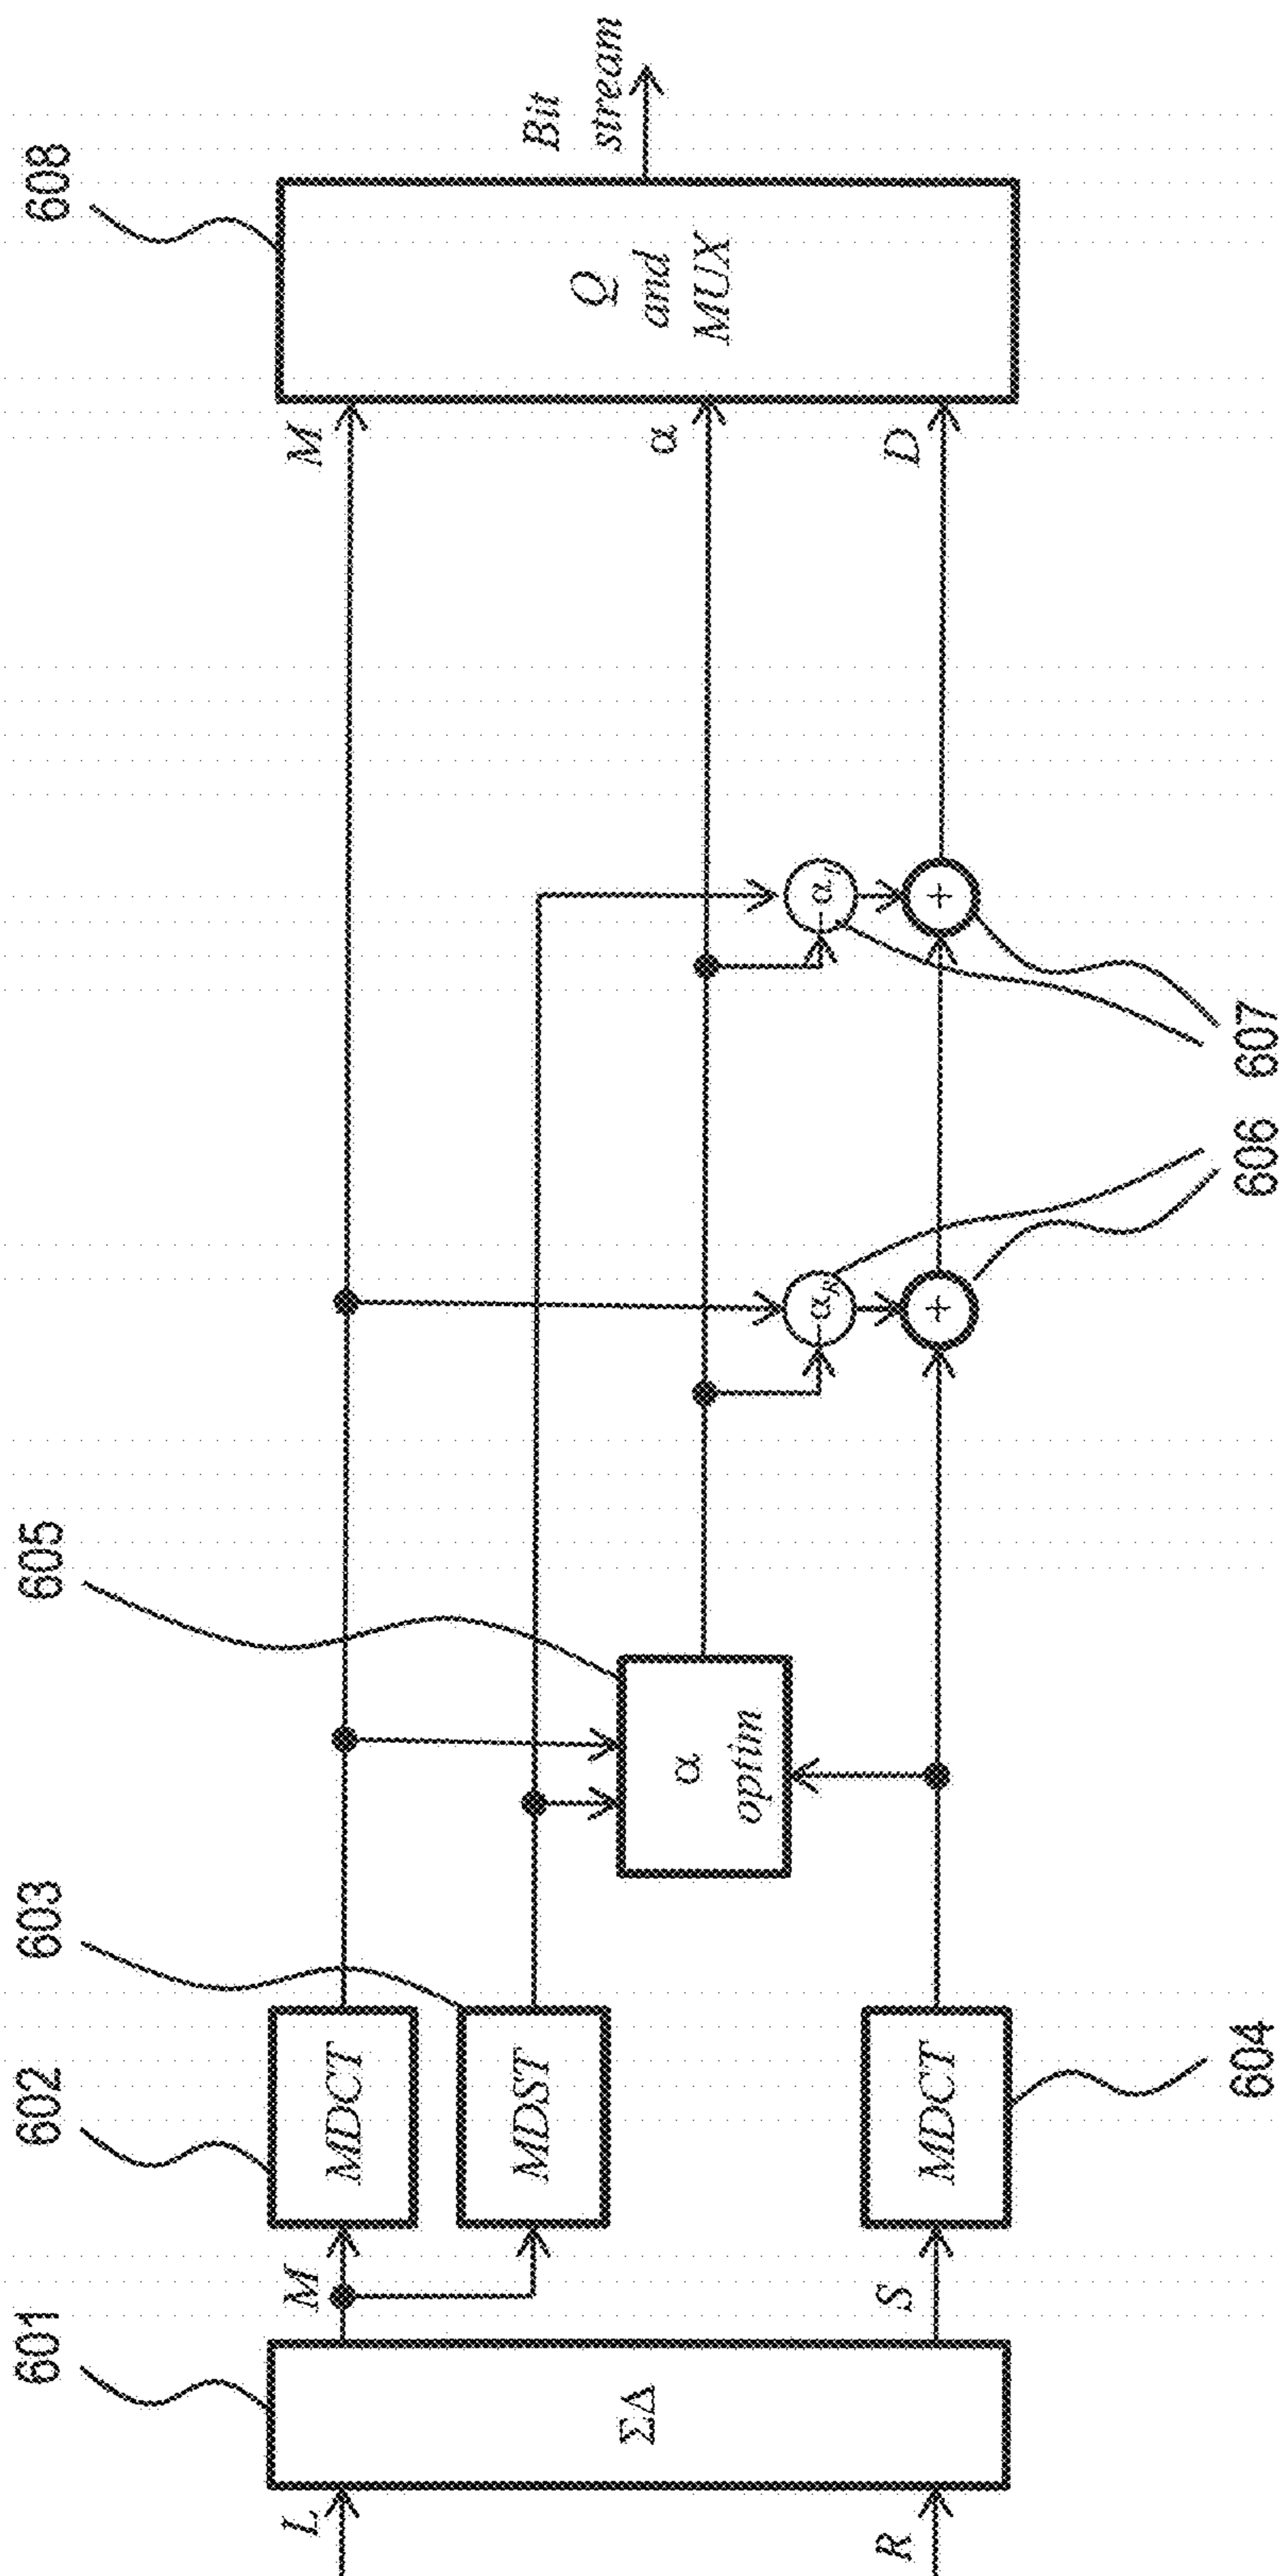 L
R
601
ΣΔ
M
S
602
MDCT
603
MDST
MDCT
604
605
α
optim
-α_R
+
606
-α_I
+
607
M
α
D
608
Q
and
MUX
Bit
stream